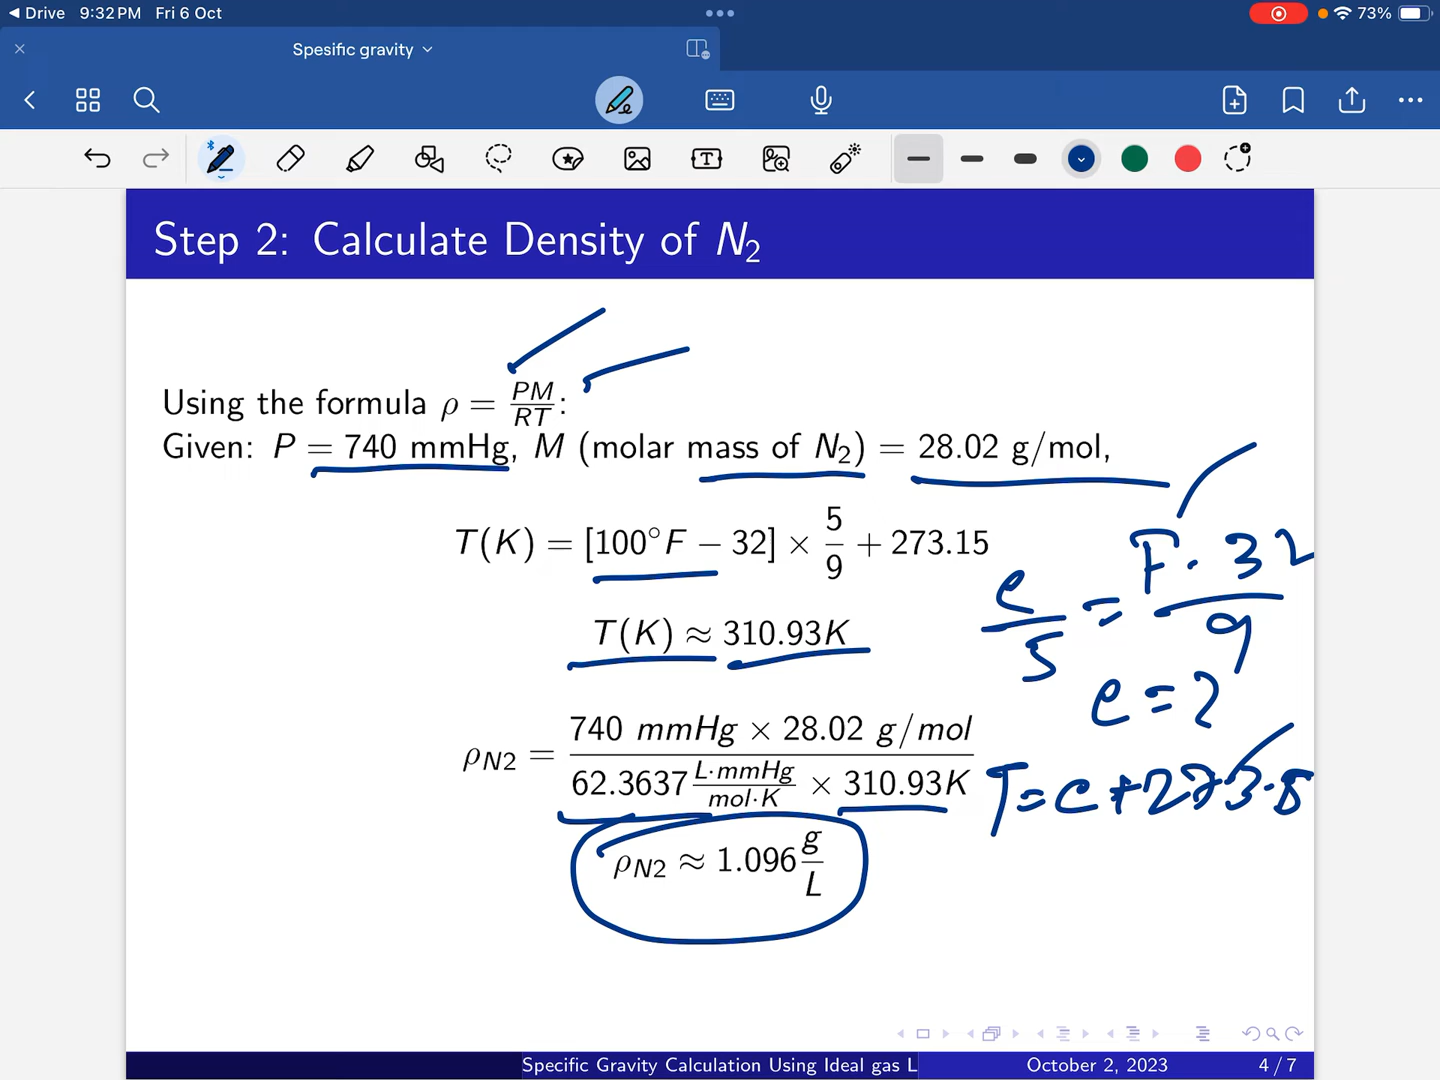 Drive 9:32 PM Fri 6 Oct 73%
Spesific gravity
Step 2: Calculate Density of N₂
Using the formula ρ = PM/RT:
Given: P = 740 mmHg, M (molar mass of N₂) = 28.02 g/mol,
T(K) = [100°F − 32] × 5/9 + 273.15
T(K) ≈ 310.93K
ρN2 = 740 mmHg × 28.02 g/mol / 62.3637 L·mmHg/mol·K × 310.93K
ρN2 ≈ 1.096 g/L
c/5 = F - 32/9
c = ?
Specific Gravity Calculation Using Ideal gas L October 2, 2023 4 / 7